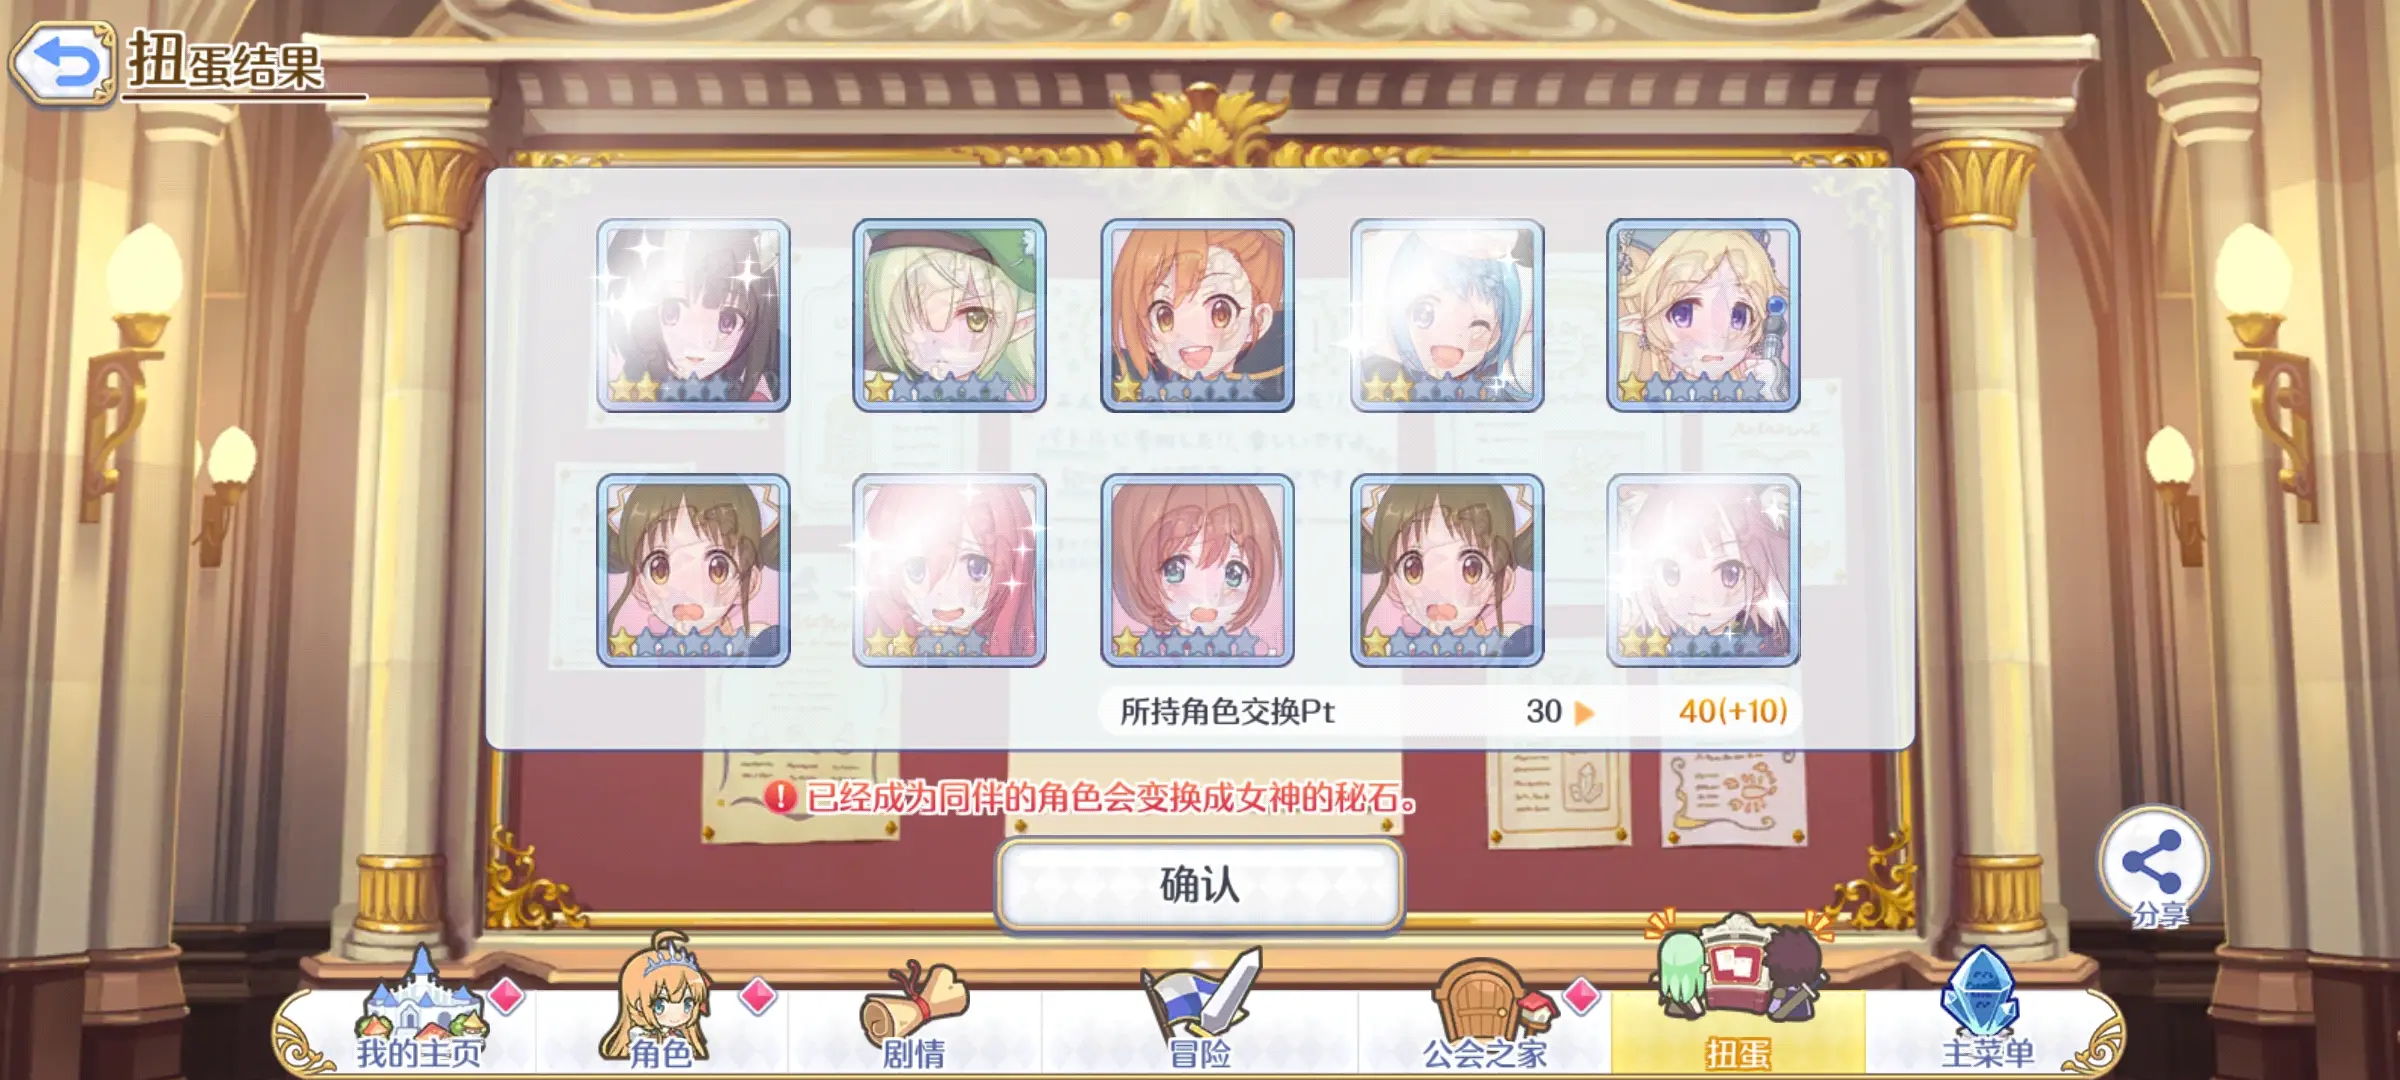 扭蛋结果
所持角色交换Pt 30 40(+10)
已经成为同伴的角色会变换成女神的秘石。
确认
分享
我的主页
角色
剧情
冒险
公会之家
扭蛋
主菜单